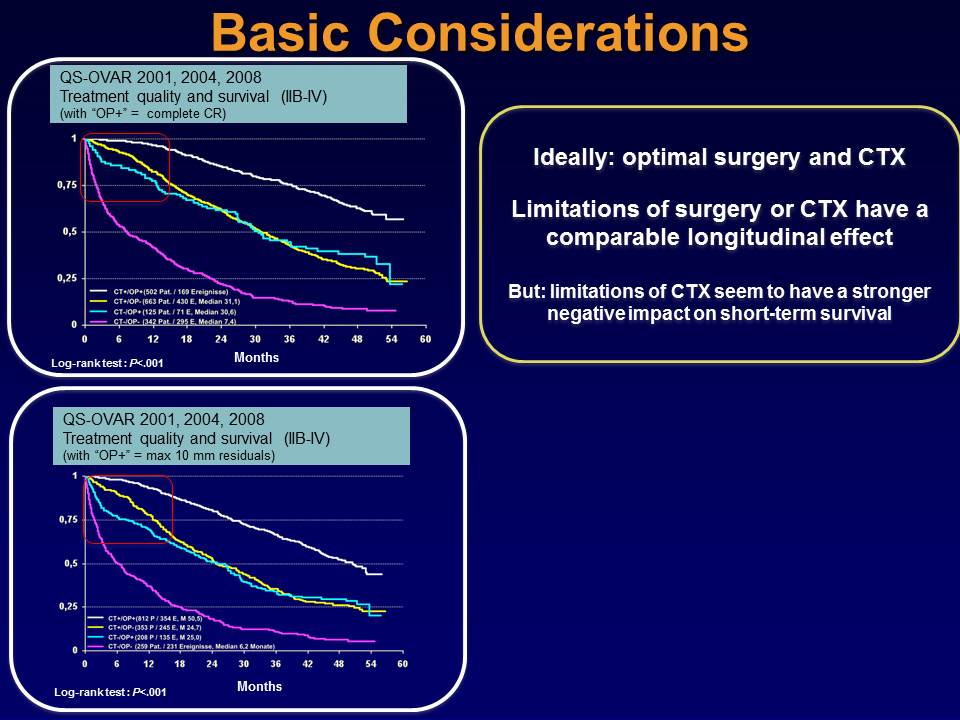 Basic Considerations
QS-OVAR 2001, 2004, 2008
Treatment quality and survival (IIB-IV)
(with “OP+” = complete CR)
1
0,75
0,5
0,25
0
CT+/OP+(502 Pat. / 169 Ereignisse)
CT+/OP-(663 Pat. / 430 E, Median 31,1)
CT-/OP+(125 Pat. / 71 E, Median 30,6)
CT-/OP- (342 Pat. / 295 E, Median 7,4)
0 6 12 18 24 30 36 42 48 54 60
Months
Log-rank test : P<.001
Ideally: optimal surgery and CTX
Limitations of surgery or CTX have a
comparable longitudinal effect
But: limitations of CTX seem to have a stronger
negative impact on short-term survival
QS-OVAR 2001, 2004, 2008
Treatment quality and survival (IIB-IV)
(with “OP+” = max 10 mm residuals)
1
0,75
0,5
0,25
0
CT+/OP+(812 P / 354 E, M 50,5)
CT+/OP-(353 P / 245 E, M 24,7)
CT-/OP+(208 P / 135 E, M 25,0)
CT-/OP- (259 Pat. / 231 Ereignisse, Median 6,2 Monate)
0 6 12 18 24 30 36 42 48 54 60
Months
Log-rank test : P<.001